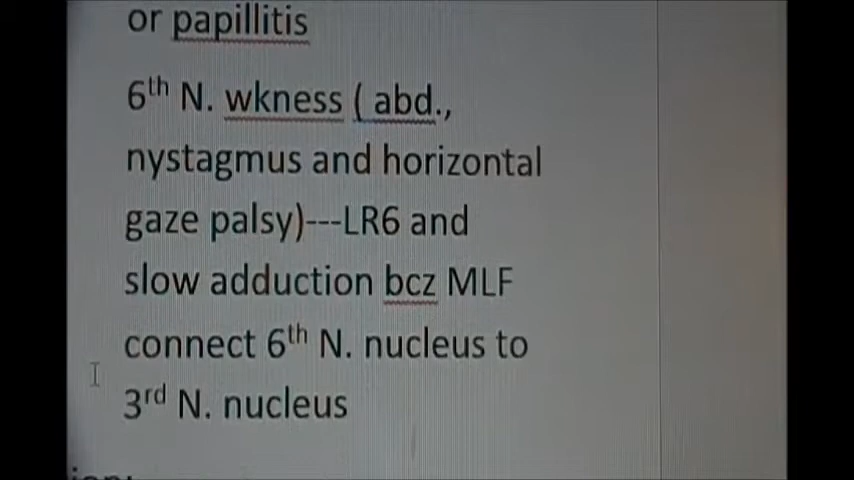 or papillitis
6th N. wkness ( abd.,
nystagmus and horizontal
gaze palsy)---LR6 and
slow adduction bcz MLF
connect 6th N. nucleus to
3rd N. nucleus